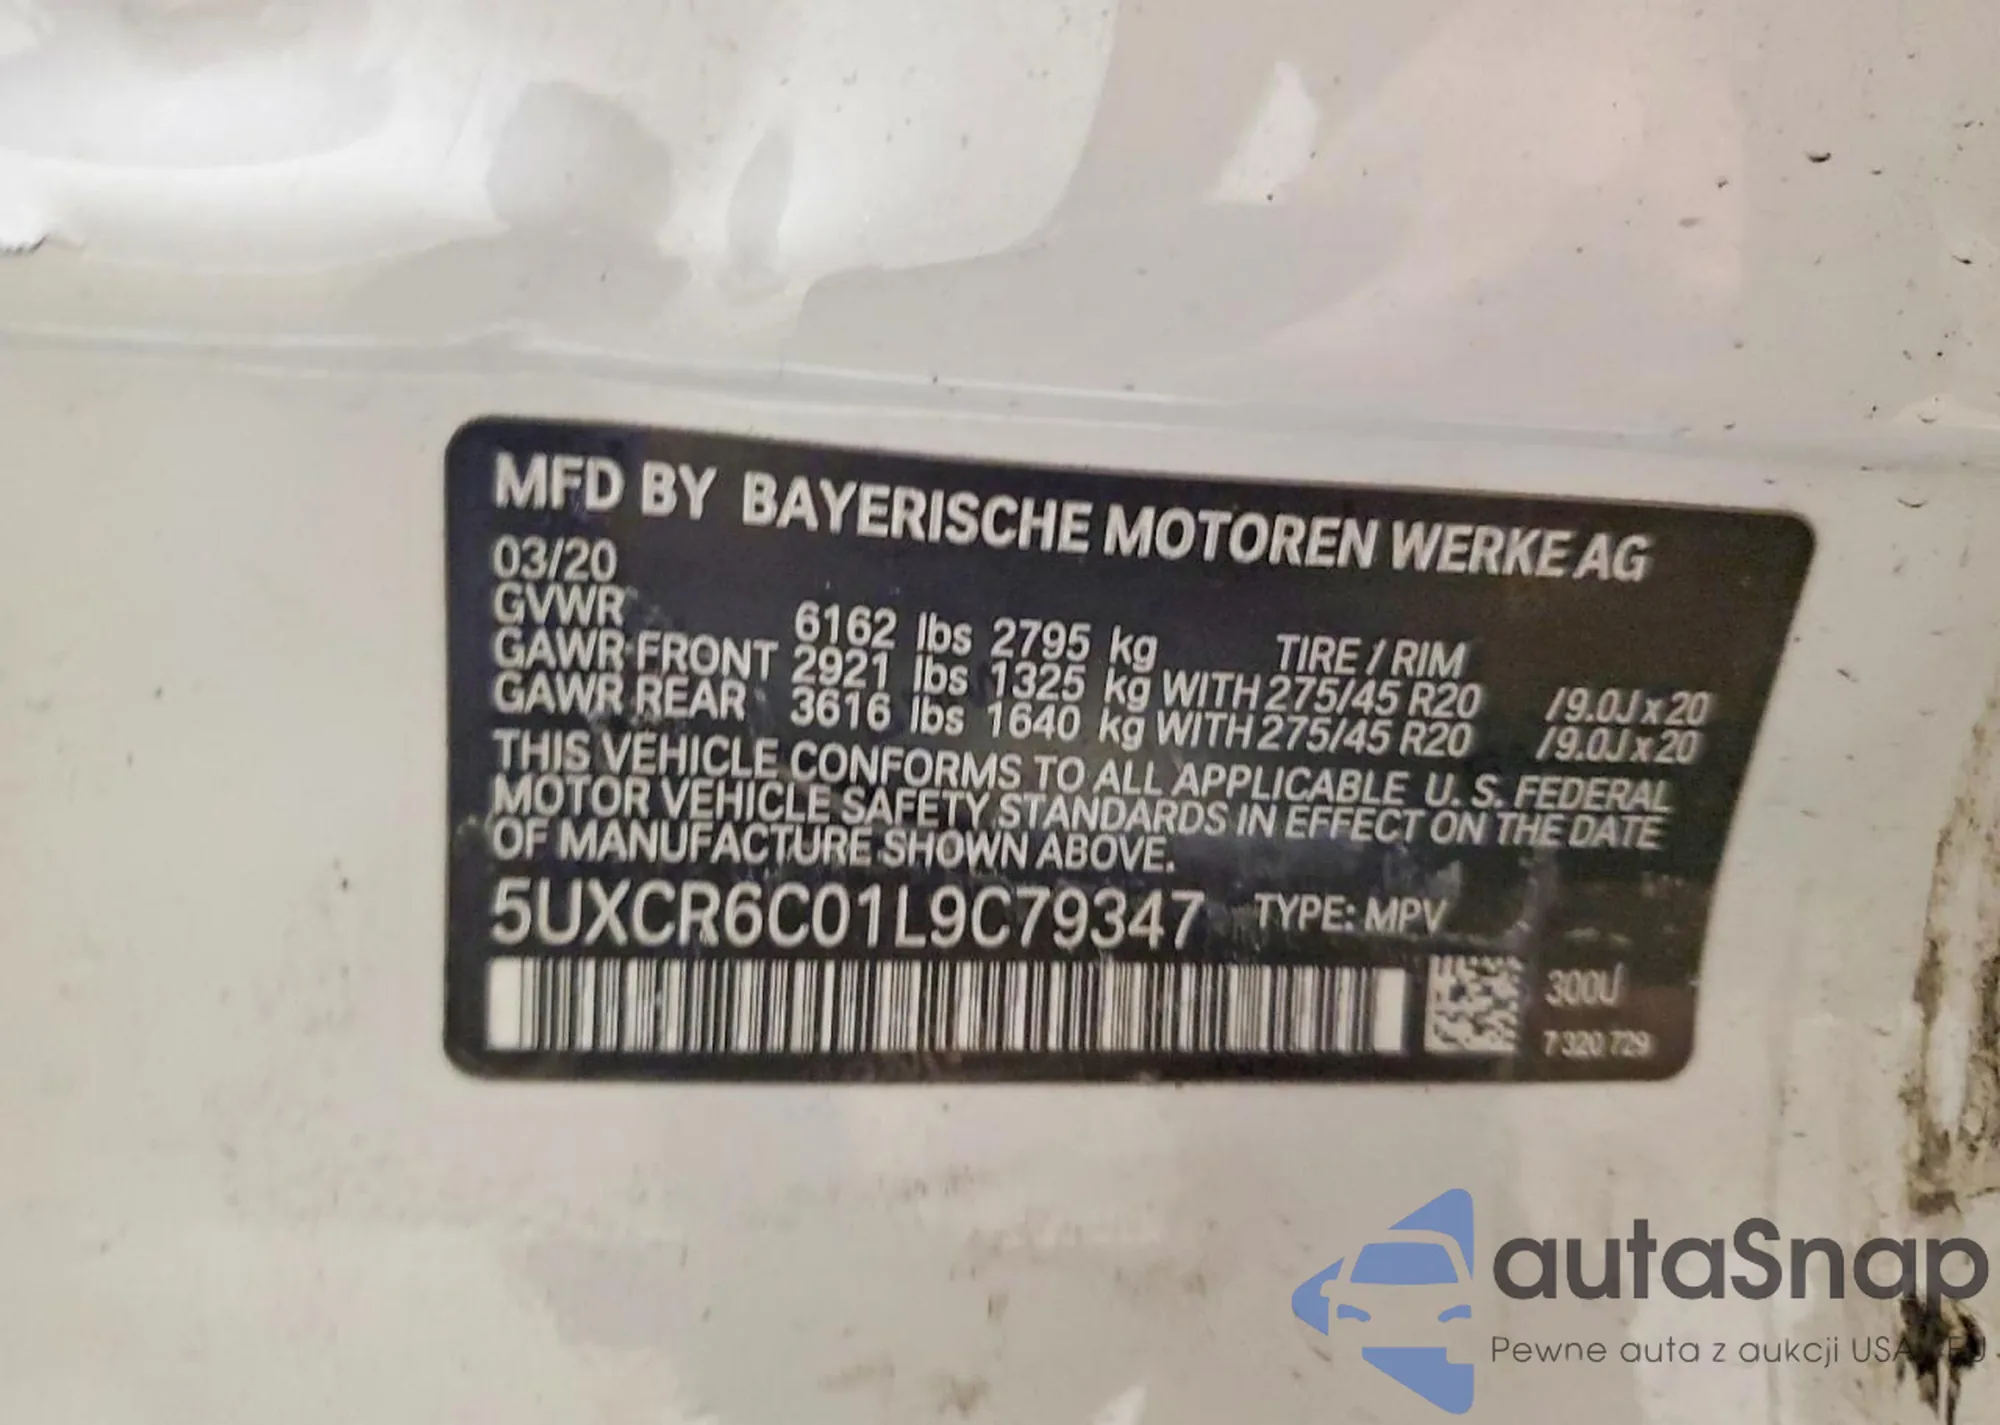 MFD BY BAYERISCHE MOTOREN WERKE AG
03/20
GVWR 6162 lbs 2795 kg TIRE / RIM
GAWR FRONT 2921 lbs 1325 kg WITH 275/45 R20 /9.0J x 20
GAWR REAR 3616 lbs 1640 kg WITH 275/45 R20 /9.0J x 20
THIS VEHICLE CONFORMS TO ALL APPLICABLE U. S. FEDERAL
MOTOR VEHICLE SAFETY STANDARDS IN EFFECT ON THE DATE
OF MANUFACTURE SHOWN ABOVE.
5UXCR6C01L9C79347 TYPE: MPV
300U
7 320 729
autaSnap
Pewne auta z aukcji USA